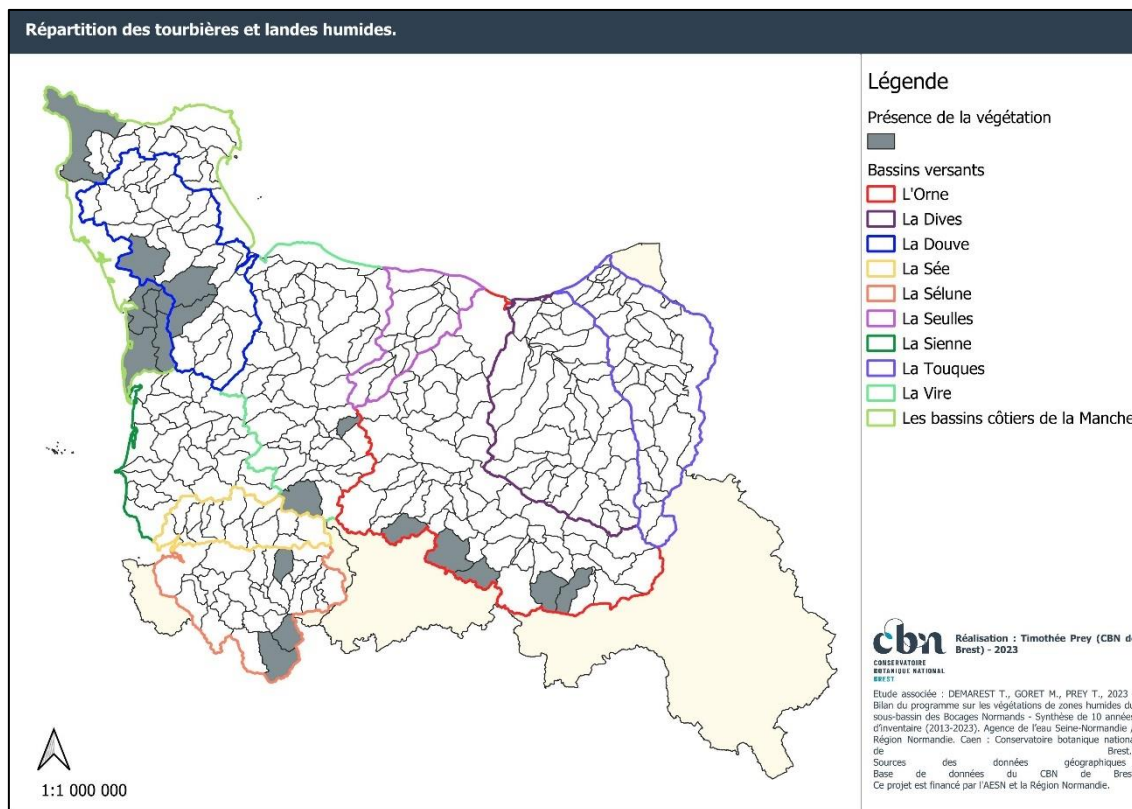 Répartition des tourbières et landes humides.
Légende
Présence de la végétation
Bassins versants
L'Orne
La Dives
La Douve
La Sée
La Sélune
La Seulles
La Sienne
La Touques
La Vire
Les bassins côtiers de la Manche
cbn
CONSERVATOIRE
BOTANIQUE NATIONAL
BREST
Réalisation : Timothée Prey (CBN de
Brest) - 2023
Etude associée : DEMAREST T., GORET M., PREY T., 2023
Bilan du programme sur les végétations de zones humides du
sous-bassin des Bocages Normands - Synthèse de 10 années
d'inventaire (2013-2023). Agence de l'eau Seine-Normandie /
Région Normandie. Caen : Conservatoire botanique national
de Brest.
Sources des données géographiques
Base de données du CBN de Brest
Ce projet est financé par l'AESN et la Région Normandie.
1:1 000 000